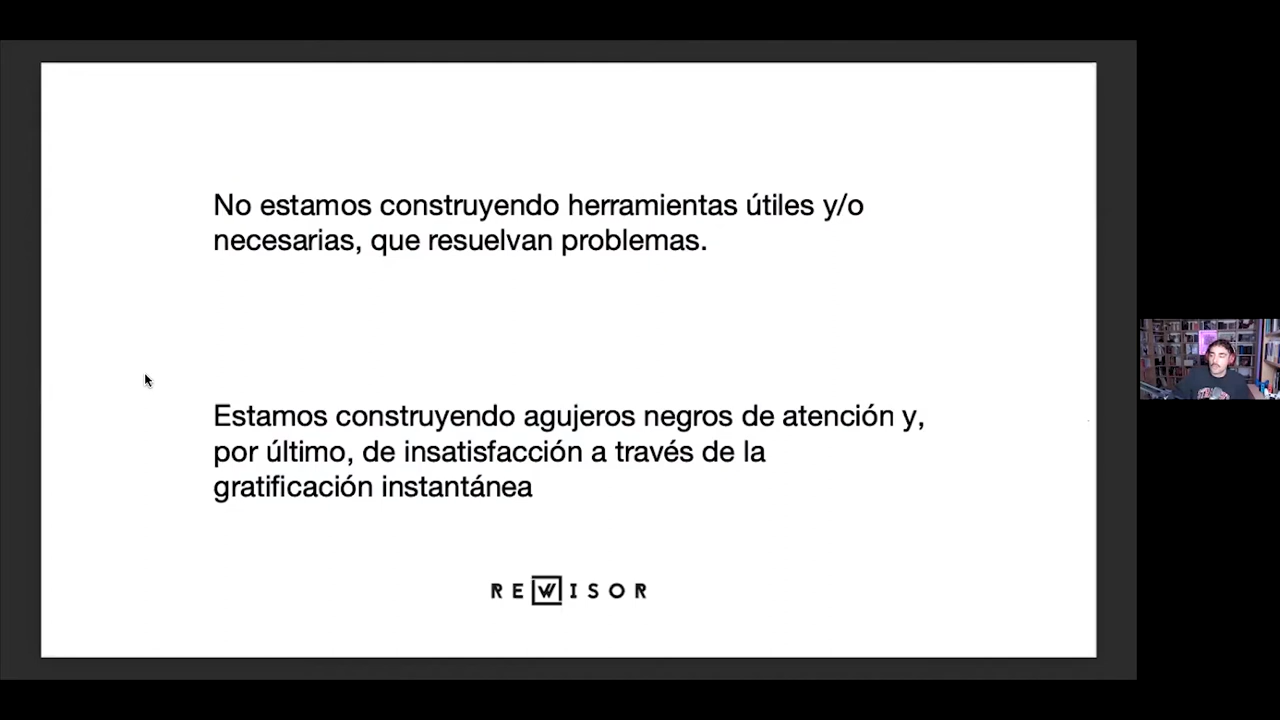 No estamos construyendo herramientas útiles y/o
necesarias, que resuelvan problemas.
Estamos construyendo agujeros negros de atención y,
por último, de insatisfacción a través de la
gratificación instantánea
REWISOR